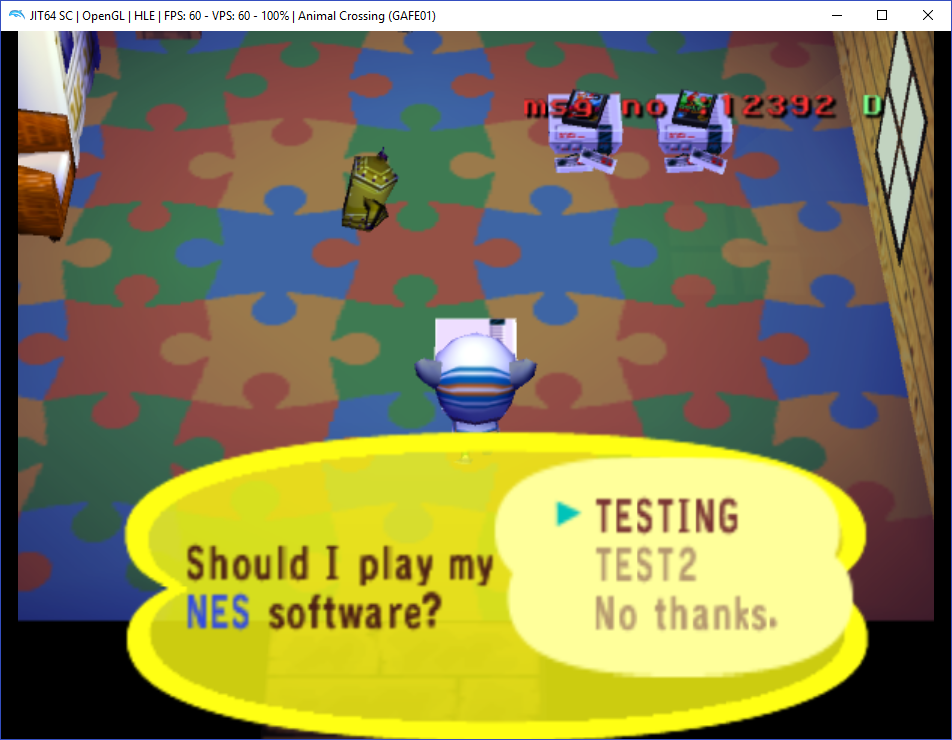 JIT64 SC | OpenGL | HLE | FPS: 60 - VPS: 60 - 100% | Animal Crossing (GAFE01)
msg no .12392 D
Should I play my
NES software?
TESTING
TEST2
No thanks.